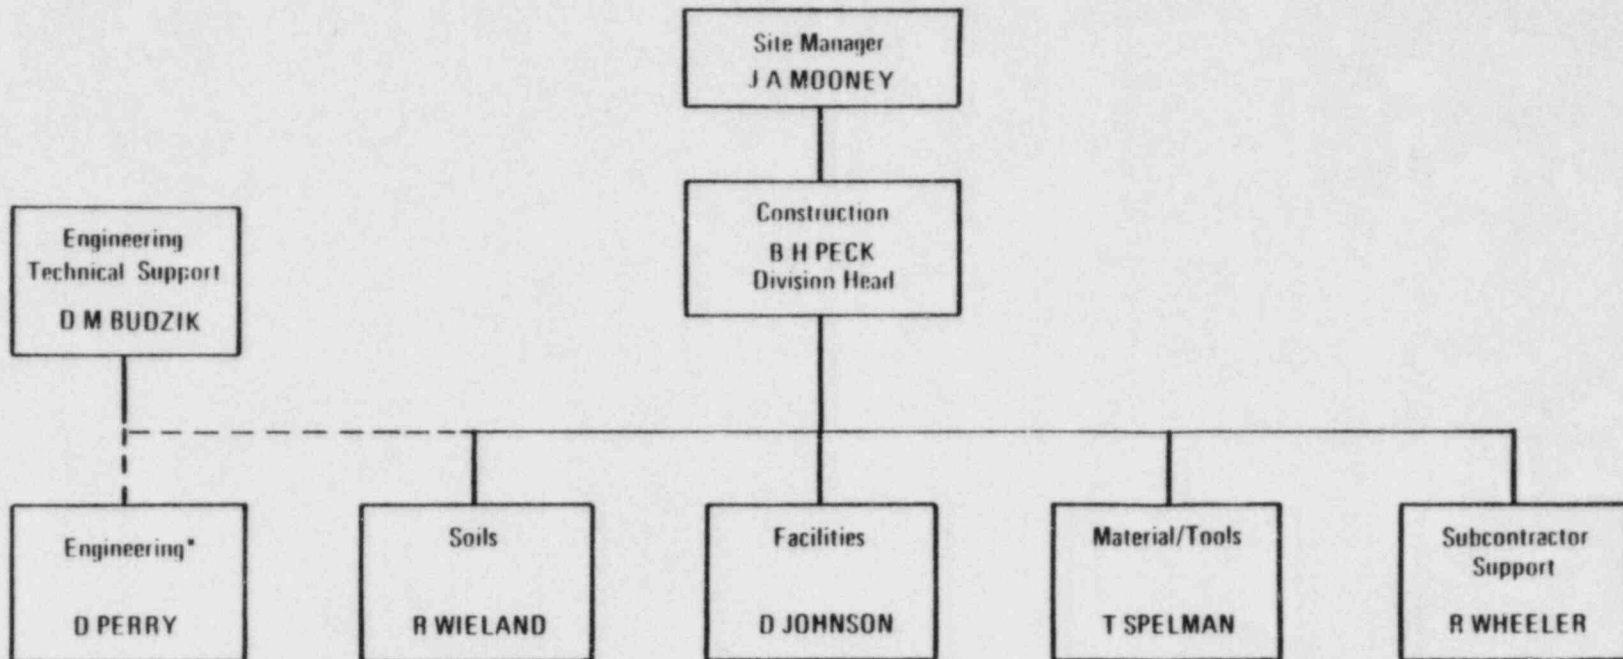 Site Manager
J A MOONEY
Construction
B H PECK
Division Head
Engineering
Technical Support
D M BUDZIK
Engineering*
D PERRY
Soils
R WIELAND
Facilities
D JOHNSON
Material/Tools
T SPELMAN
Subcontractor
Support
R WHEELER